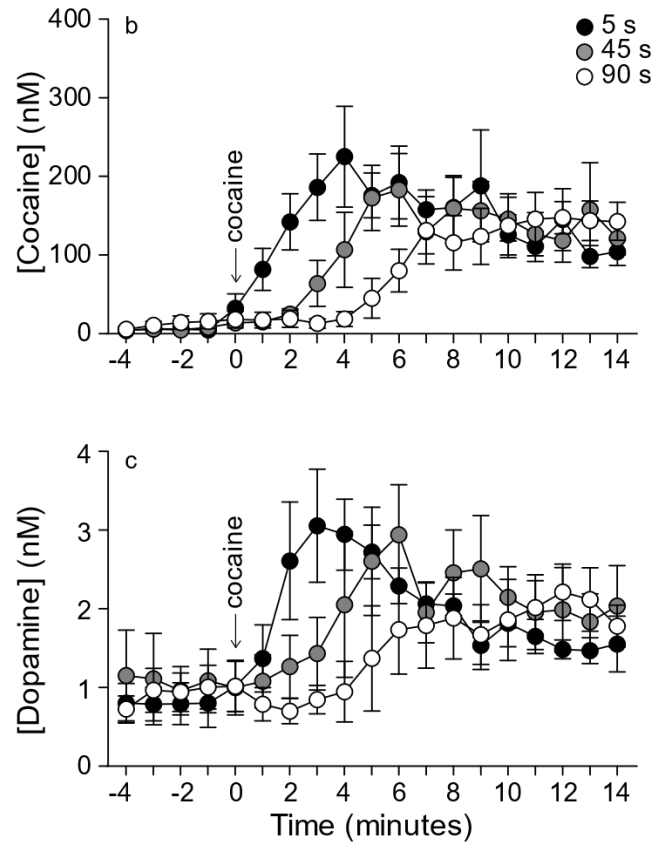 b
5 s
45 s
90 s
[Cocaine] (nM)
400
300
200
100
0
cocaine
-4 -2 0 2 4 6 8 10 12 14
c
[Dopamine] (nM)
4
3
2
1
0
cocaine
-4 -2 0 2 4 6 8 10 12 14
Time (minutes)